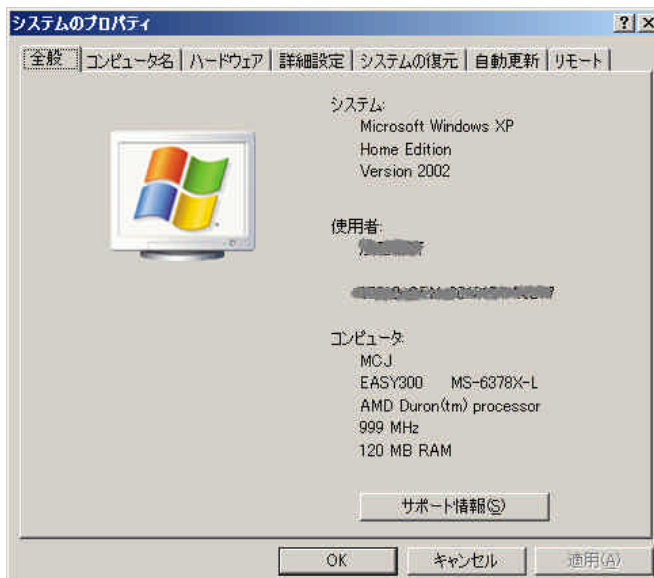 システムのプロパティ
全般 コンピュータ名 ハードウェア 詳細設定 システムの復元 自動更新 リモート
システム:
Microsoft Windows XP
Home Edition
Version 2002
使用者:
コンピュータ:
MCJ
EASY300 MS-6378X-L
AMD Duron(tm) processor
999 MHz
120 MB RAM
サポート情報(S)
OK キャンセル 適用(A)